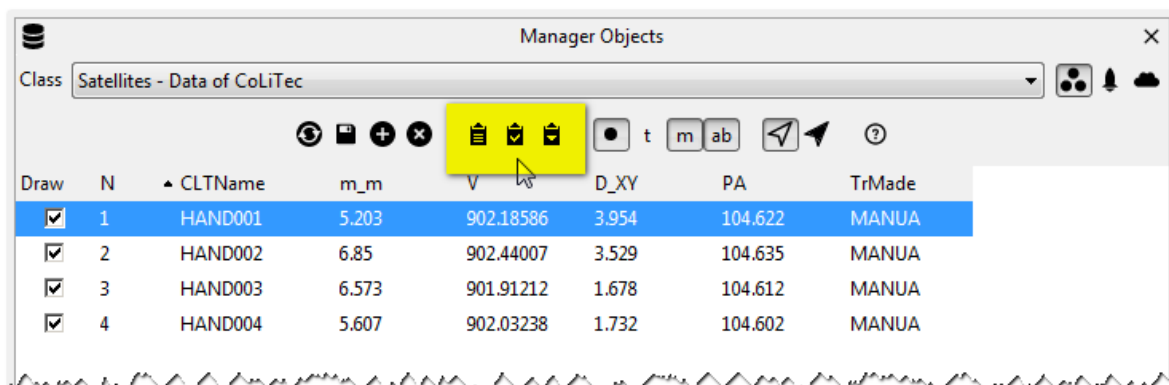 Manager Objects
Class Satellites - Data of CoLiTec
t m ab
Draw N CLTName m_m V D_XY PA TrMade
1 HAND001 5.203 902.18586 3.954 104.622 MANUA
2 HAND002 6.85 902.44007 3.529 104.635 MANUA
3 HAND003 6.573 901.91212 1.678 104.612 MANUA
4 HAND004 5.607 902.03238 1.732 104.602 MANUA